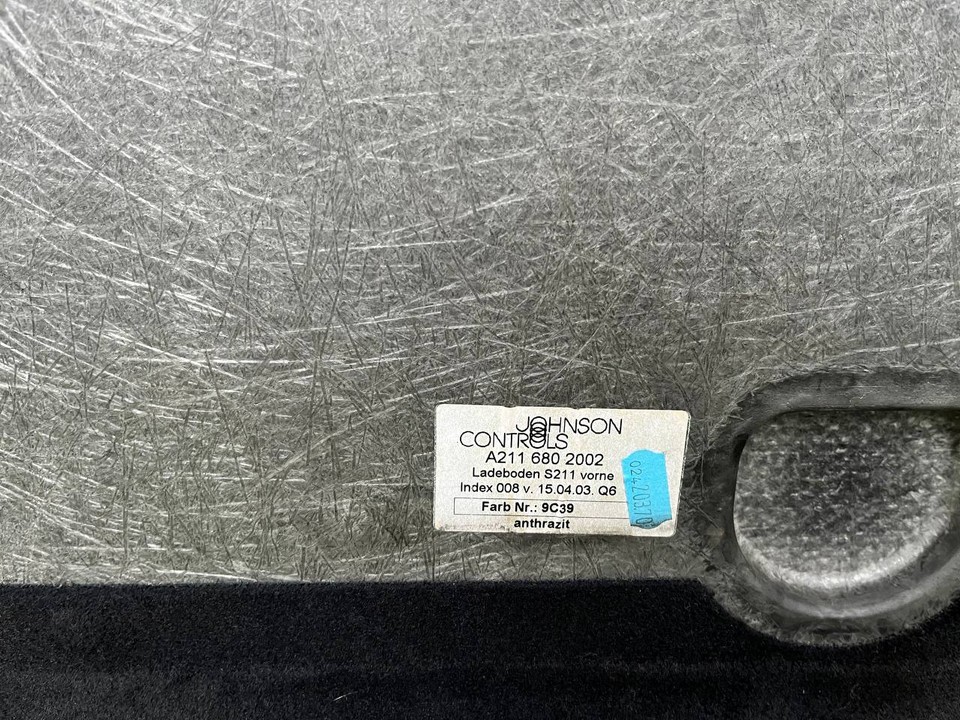 JOHNSON
CONTROLS
A211 680 2002
Ladeboden S211 vorne
Index 008 v. 15.04.03. Q6
Farb Nr.: 9C39
anthrazit